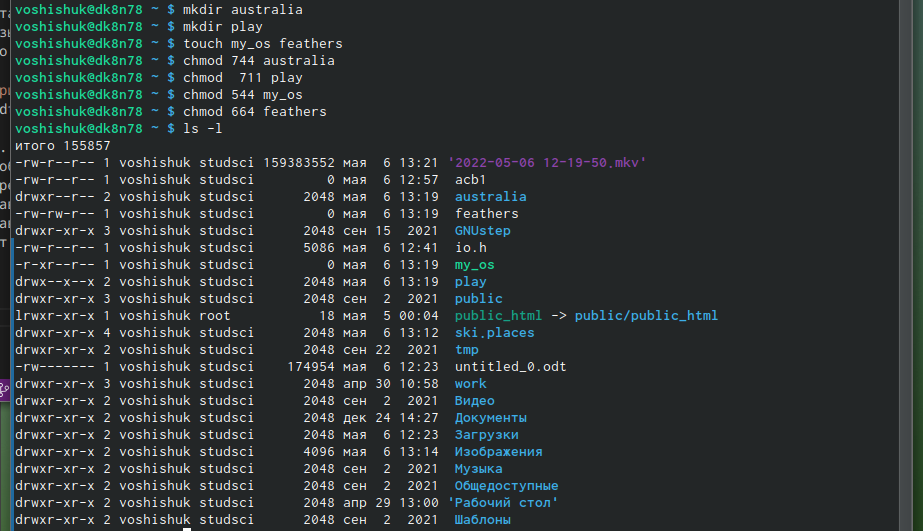 voshishuk@dk8n78 ~ $ mkdir australia
voshishuk@dk8n78 ~ $ mkdir play
voshishuk@dk8n78 ~ $ touch my_os feathers
voshishuk@dk8n78 ~ $ chmod 744 australia
voshishuk@dk8n78 ~ $ chmod  711 play
voshishuk@dk8n78 ~ $ chmod 544 my_os
voshishuk@dk8n78 ~ $ chmod 664 feathers
voshishuk@dk8n78 ~ $ ls -l
итого 155857
-rw-r--r-- 1 voshishuk studsci 159383552 мая  6 13:21 '2022-05-06 12-19-50.mkv'
-rw-r--r-- 1 voshishuk studsci         0 мая  6 12:57  acb1
drwxr--r-- 2 voshishuk studsci      2048 мая  6 13:19  australia
-rw-rw-r-- 1 voshishuk studsci         0 мая  6 13:19  feathers
drwxr-xr-x 3 voshishuk studsci      2048 сен 15  2021  GNUstep
-rw-r--r-- 1 voshishuk studsci      5086 мая  6 12:41  io.h
-r-xr--r-- 1 voshishuk studsci         0 мая  6 13:19  my_os
drwx--x--x 2 voshishuk studsci      2048 мая  6 13:19  play
drwxr-xr-x 3 voshishuk studsci      2048 сен  2  2021  public
lrwxr-xr-x 1 voshishuk root           18 мая  5 00:04  public_html -> public/public_html
drwxr-xr-x 4 voshishuk studsci      2048 мая  6 13:12  ski.places
drwxr-xr-x 2 voshishuk studsci      2048 сен 22  2021  tmp
-rw------- 1 voshishuk studsci    174954 мая  6 12:23  untitled_0.odt
drwxr-xr-x 3 voshishuk studsci      2048 апр 30 10:58  work
drwxr-xr-x 2 voshishuk studsci      2048 сен  2  2021  Видео
drwxr-xr-x 2 voshishuk studsci      2048 дек 24 14:27  Документы
drwxr-xr-x 2 voshishuk studsci      2048 мая  6 12:23  Загрузки
drwxr-xr-x 2 voshishuk studsci      4096 мая  6 13:14  Изображения
drwxr-xr-x 2 voshishuk studsci      2048 сен  2  2021  Музыка
drwxr-xr-x 2 voshishuk studsci      2048 сен  2  2021  Общедоступные
drwxr-xr-x 2 voshishuk studsci      2048 апр 29 13:00 'Рабочий стол'
drwxr-xr-x 2 voshishuk studsci      2048 сен  2  2021  Шаблоны